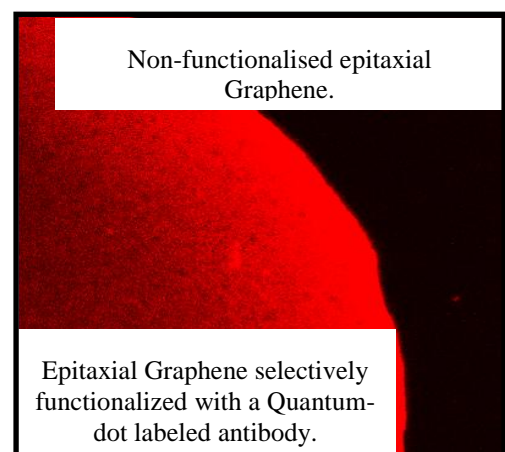 Non-functionalised epitaxial
Graphene.
Epitaxial Graphene selectively
functionalized with a Quantum-
dot labeled antibody.